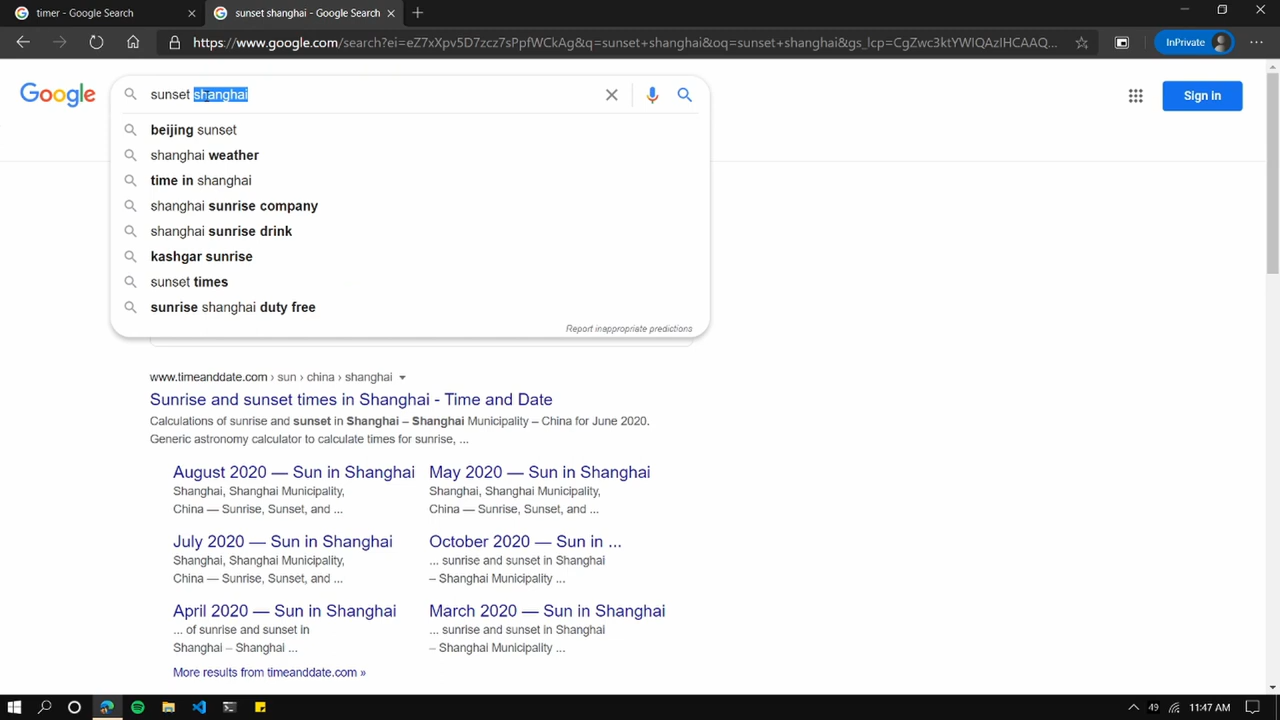 timer - Google Search
sunset shanghai - Google Search
https://www.google.com/search?ei=eZ7xXpv5D7zcz7sPpfWCkAg&q=sunset+shanghai&oq=sunset+shanghai&gs_lcp=CgZwc3ktYWIQAzIHCAAQ...
InPrivate
Google
sunset shanghai
Sign in
beijing sunset
shanghai weather
time in shanghai
shanghai sunrise company
shanghai sunrise drink
kashgar sunrise
sunset times
sunrise shanghai duty free
Report inappropriate predictions
www.timeanddate.com › sun › china › shanghai
Sunrise and sunset times in Shanghai - Time and Date
Calculations of sunrise and sunset in Shanghai – Shanghai Municipality – China for June 2020.
Generic astronomy calculator to calculate times for sunrise, ...
August 2020 — Sun in Shanghai
Shanghai, Shanghai Municipality,
China — Sunrise, Sunset, and ...
May 2020 — Sun in Shanghai
Shanghai, Shanghai Municipality,
China — Sunrise, Sunset, and ...
July 2020 — Sun in Shanghai
Shanghai, Shanghai Municipality,
China — Sunrise, Sunset, and ...
October 2020 — Sun in ...
... sunrise and sunset in Shanghai
– Shanghai Municipality ...
April 2020 — Sun in Shanghai
... of sunrise and sunset in
Shanghai – Shanghai ...
March 2020 — Sun in Shanghai
... sunrise and sunset in Shanghai
– Shanghai Municipality ...
More results from timeanddate.com »
49
11:47 AM